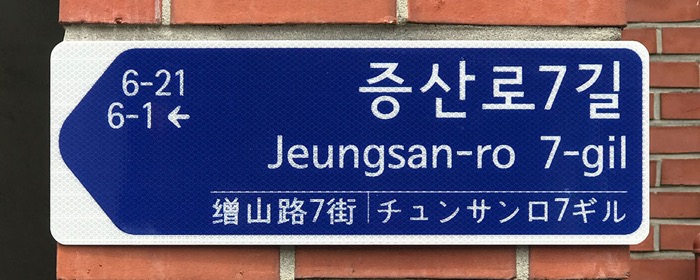 6-21
6-1 ←
증산로7길
Jeungsan-ro 7-gil
缯山路7街 | チュンサンロ7ギル